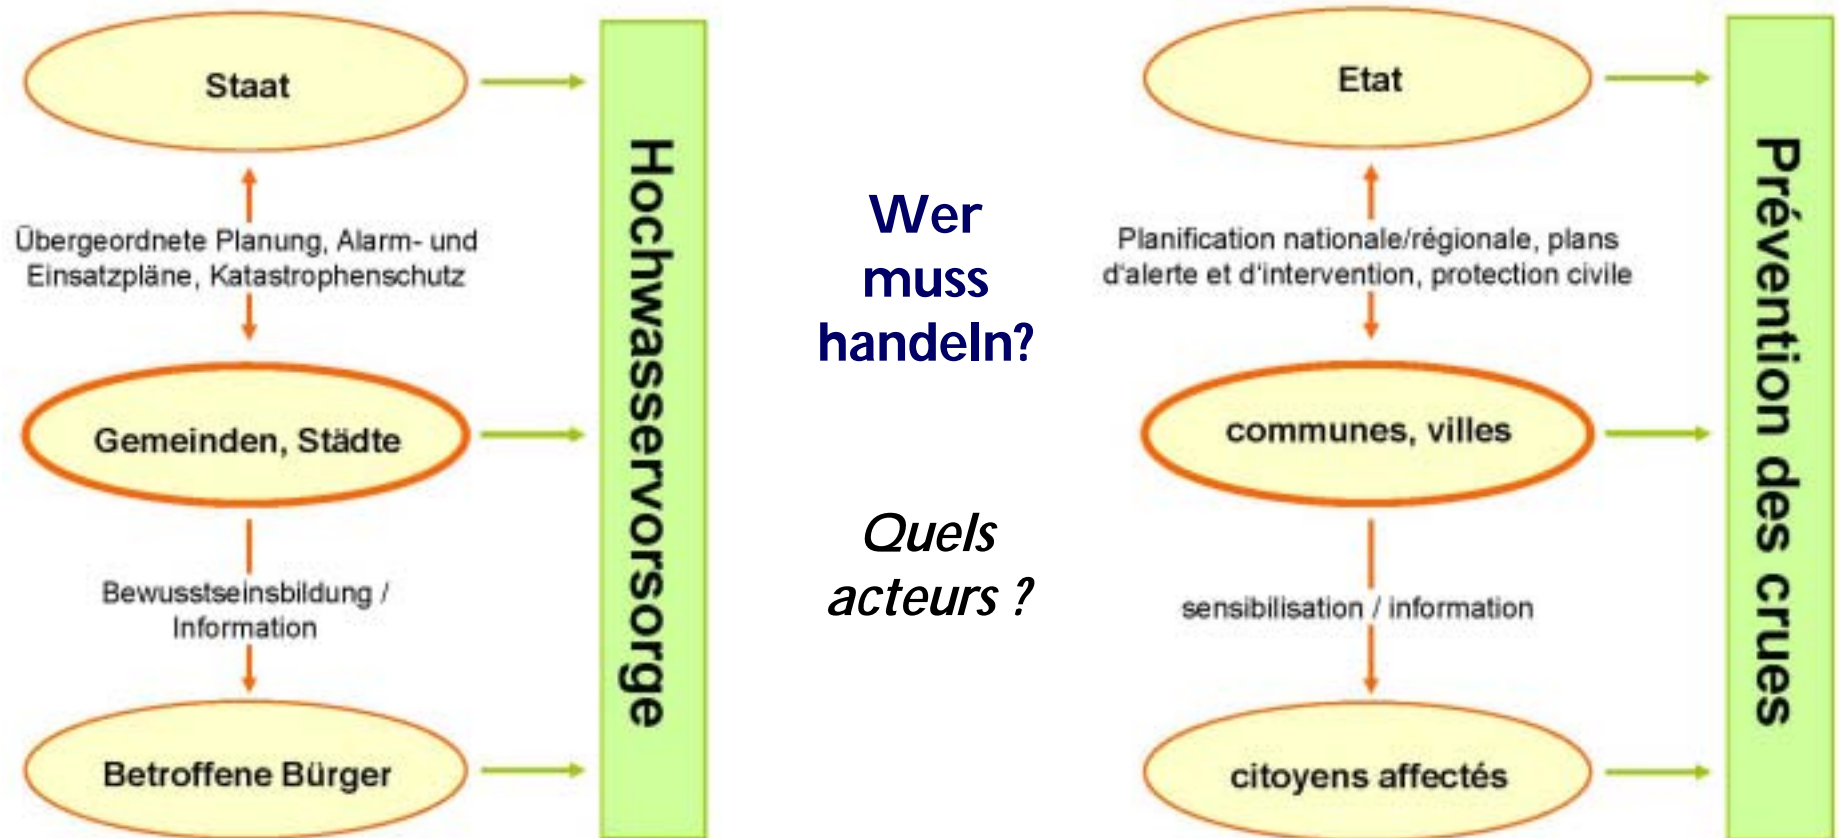 Staat
Übergeordnete Planung, Alarm- und
Einsatzpläne, Katastrophenschutz
Gemeinden, Städte
Bewusstseinsbildung /
Information
Betroffene Bürger
Hochwasservorsorge
Wer
muss
handeln?
Quels
acteurs ?
Etat
Planification nationale/régionale, plans
d'alerte et d'intervention, protection civile
communes, villes
sensibilisation / information
citoyens affectés
Prévention des crues